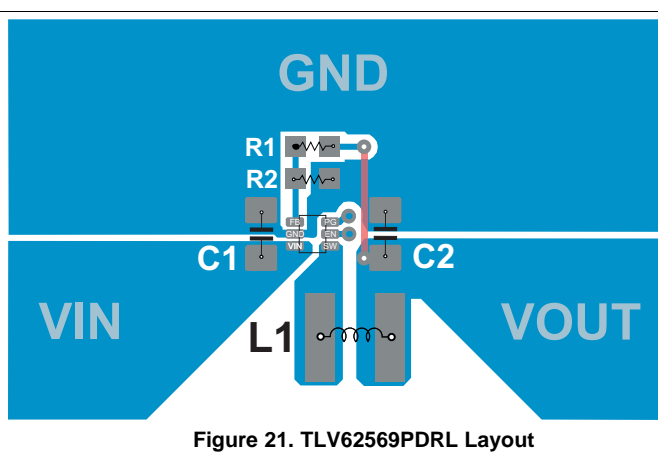 GND
R1
R2
FB PG
GND EN
VIN SW
C1 C2
VIN L1 VOUT
Figure 21. TLV62569PDRL Layout